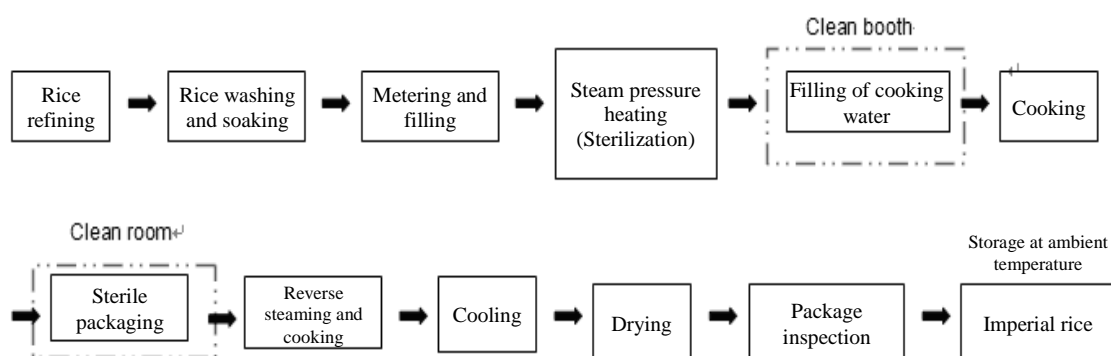 Clean booth
Rice
refining
Rice washing
and soaking
Metering and
filling
Steam pressure
heating
(Sterilization)
Filling of cooking
water
Cooking
Clean room
Sterile
packaging
Reverse
steaming and
cooking
Cooling
Drying
Package
inspection
Storage at ambient
temperature
Imperial rice